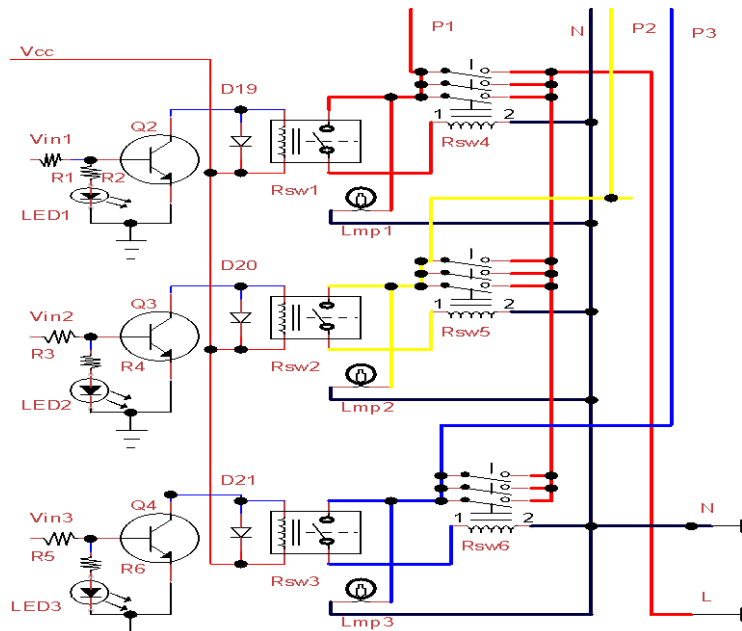 P1
N
P2
P3
Vcc
D19
Vin1
Q2
R1
R2
LED1
Rsw1
1
2
Rsw4
Lmp1
D20
Vin2
Q3
R3
R4
LED2
Rsw2
1
2
Rsw5
Lmp2
D21
Vin3
Q4
R5
R6
LED3
Rsw3
1
2
Rsw6
Lmp3
N
L